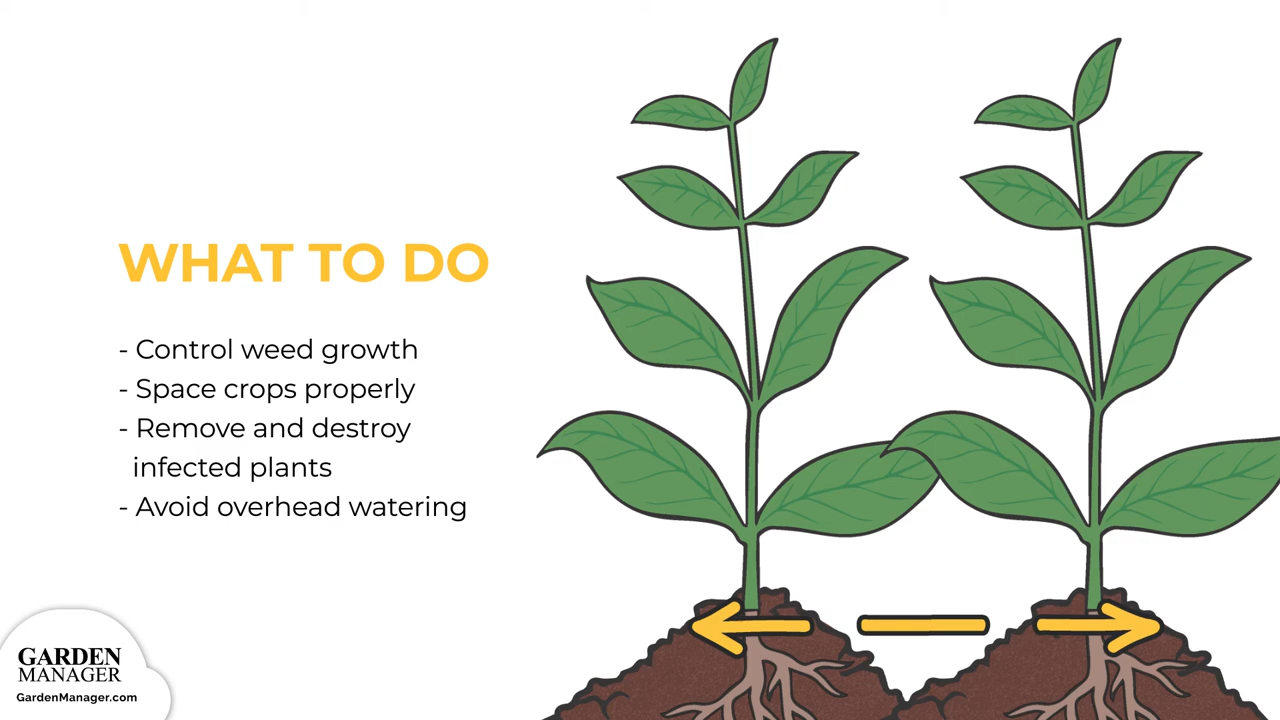 WHAT TO DO
- Control weed growth
- Space crops properly
- Remove and destroy
infected plants
- Avoid overhead watering
GARDEN
MANAGER
GardenManager.com